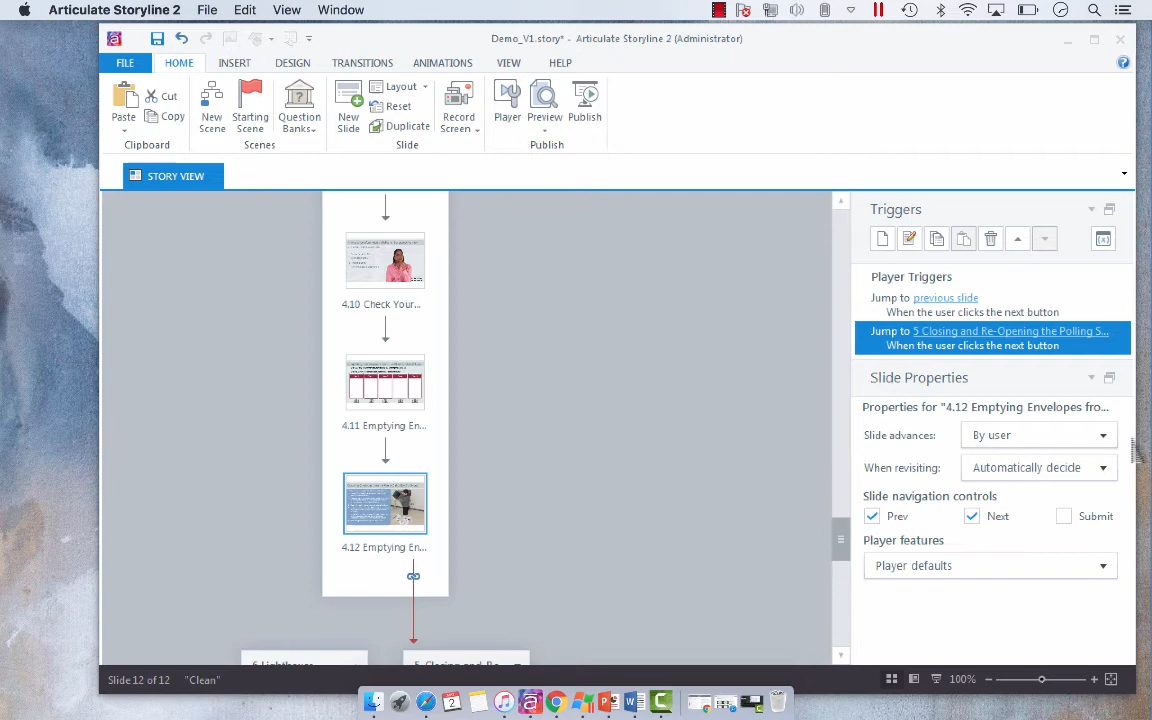 Articulate Storyline 2 File Edit View Window
Demo_V1.story* - Articulate Storyline 2 (Administrator)
FILE HOME INSERT DESIGN TRANSITIONS ANIMATIONS VIEW HELP
Paste
Cut
Copy
Clipboard
New Scene
Starting Scene
Question Banks
Scenes
New Slide
Layout
Reset
Duplicate
Slide
Record Screen
Player
Preview
Publish
Publish
STORY VIEW
4.10 Check Your...
4.11 Emptying En...
4.12 Emptying En...
Triggers
Player Triggers
Jump to previous slide
When the user clicks the next button
Jump to 5 Closing and Re-Opening the Polling S...
When the user clicks the next button
Slide Properties
Properties for "4.12 Emptying Envelopes fro...
Slide advances: By user
When revisiting: Automatically decide
Slide navigation controls
Prev Next Submit
Player features
Player defaults
Slide 12 of 12 "Clean"
100%